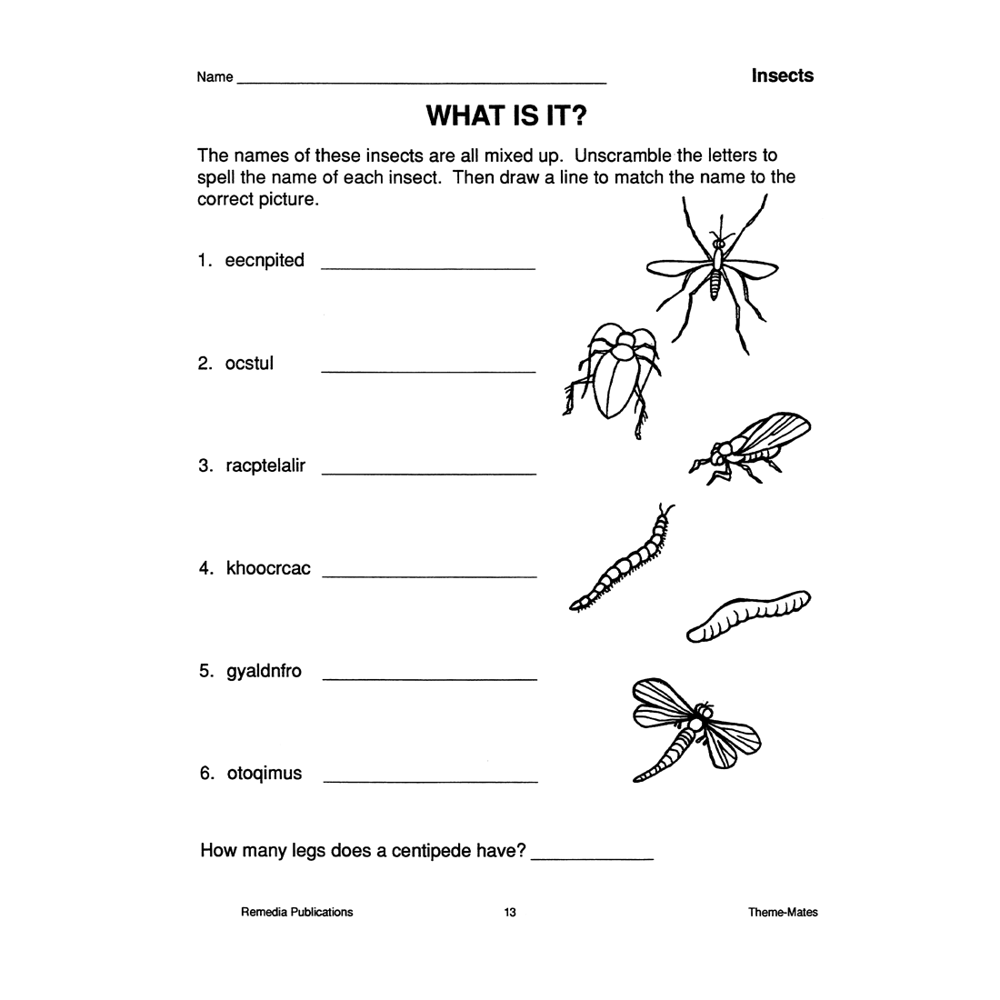 Name
Insects
WHAT IS IT?
The names of these insects are all mixed up. Unscramble the letters to
spell the name of each insect. Then draw a line to match the name to the
correct picture.
1. eecnpited
2. ocstul
3. racptelalir
4. khoocrcac
5. gyaldnfro
6. otoqimus
How many legs does a centipede have?
Remedia Publications 13 Theme-Mates